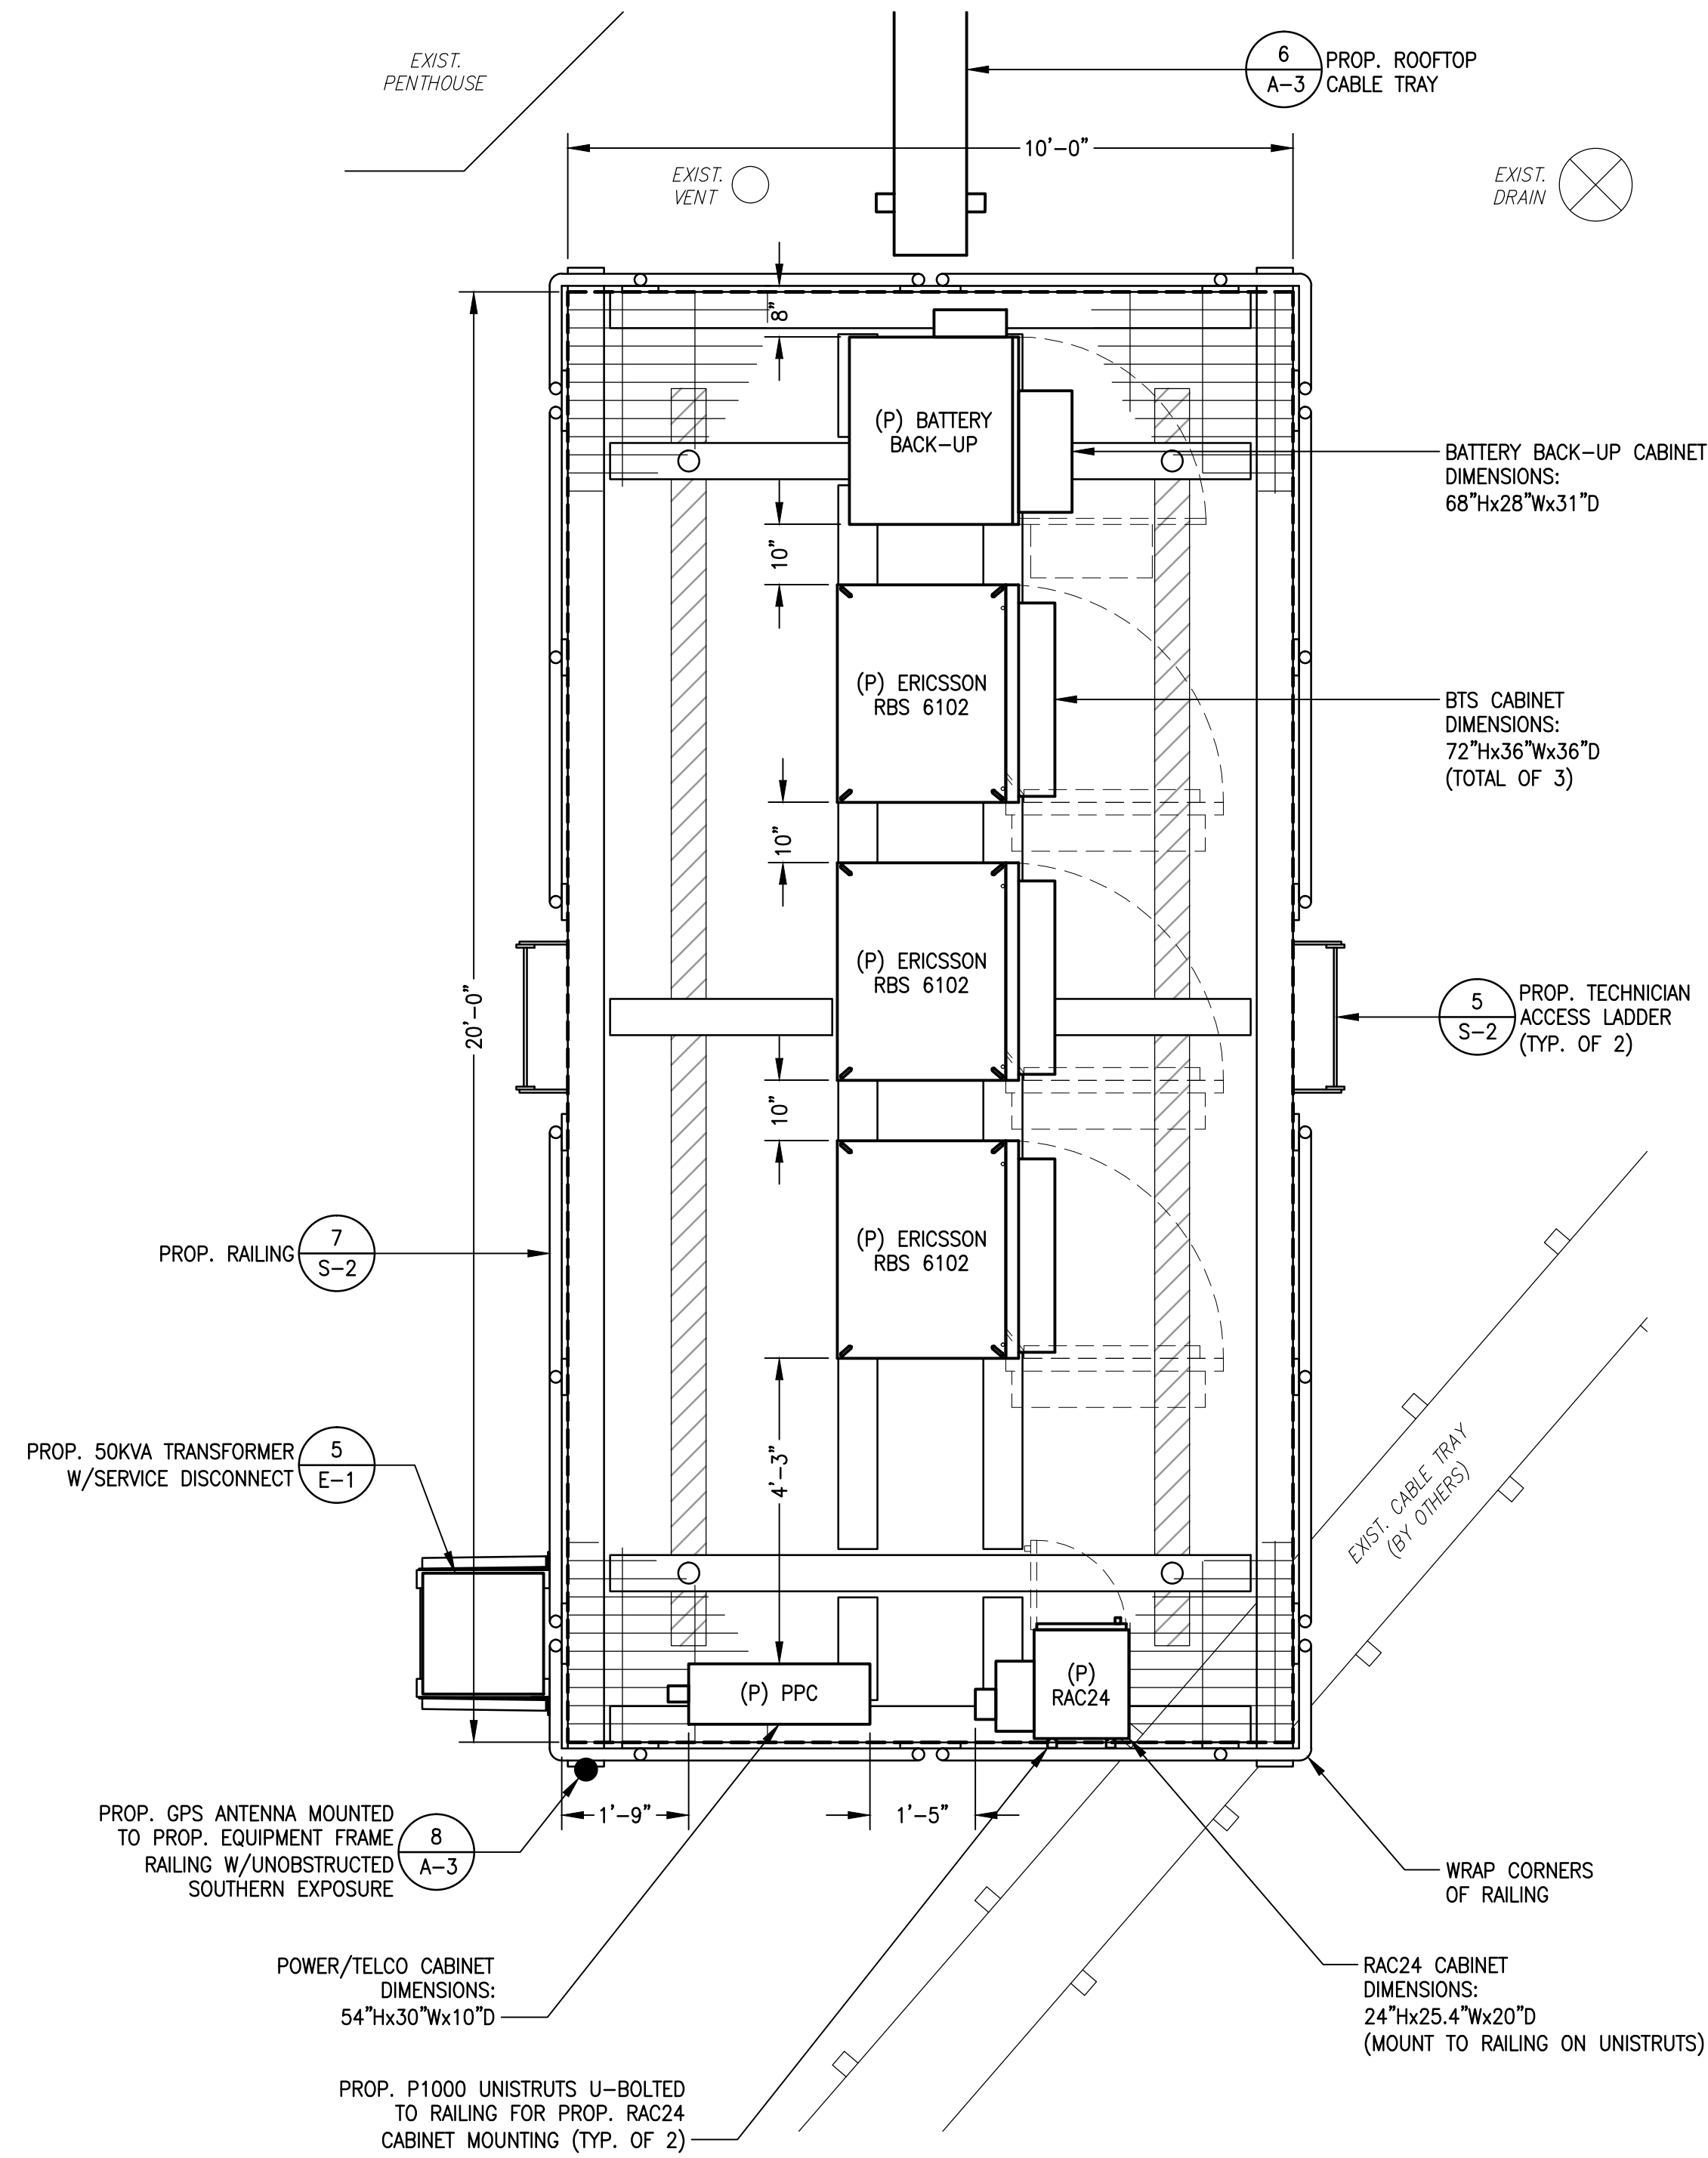 EXIST.
PENTHOUSE
6
A-3
PROP. ROOFTOP
CABLE TRAY
10'-0"
EXIST.
VENT
EXIST.
DRAIN
8"
(P) BATTERY
BACK-UP
BATTERY BACK-UP CABINET
DIMENSIONS:
68"Hx28"Wx31"D
10"
(P) ERICSSON
RBS 6102
BTS CABINET
DIMENSIONS:
72"Hx36"Wx36"D
(TOTAL OF 3)
10"
(P) ERICSSON
RBS 6102
20'-0"
5
S-2
PROP. TECHNICIAN
ACCESS LADDER
(TYP. OF 2)
10"
(P) ERICSSON
RBS 6102
PROP. RAILING
7
S-2
PROP. 50KVA TRANSFORMER
W/SERVICE DISCONNECT
5
E-1
4'-3"
EXIST. CABLE TRAY
(BY OTHERS)
(P) PPC
(P)
RAC24
1'-9"
1'-5"
PROP. GPS ANTENNA MOUNTED
TO PROP. EQUIPMENT FRAME
RAILING W/UNOBSTRUCTED
SOUTHERN EXPOSURE
8
A-3
WRAP CORNERS
OF RAILING
POWER/TELCO CABINET
DIMENSIONS:
54"Hx30"Wx10"D
RAC24 CABINET
DIMENSIONS:
24"Hx25.4"Wx20"D
(MOUNT TO RAILING ON UNISTRUTS)
PROP. P1000 UNISTRUTS U-BOLTED
TO RAILING FOR PROP. RAC24
CABINET MOUNTING (TYP. OF 2)